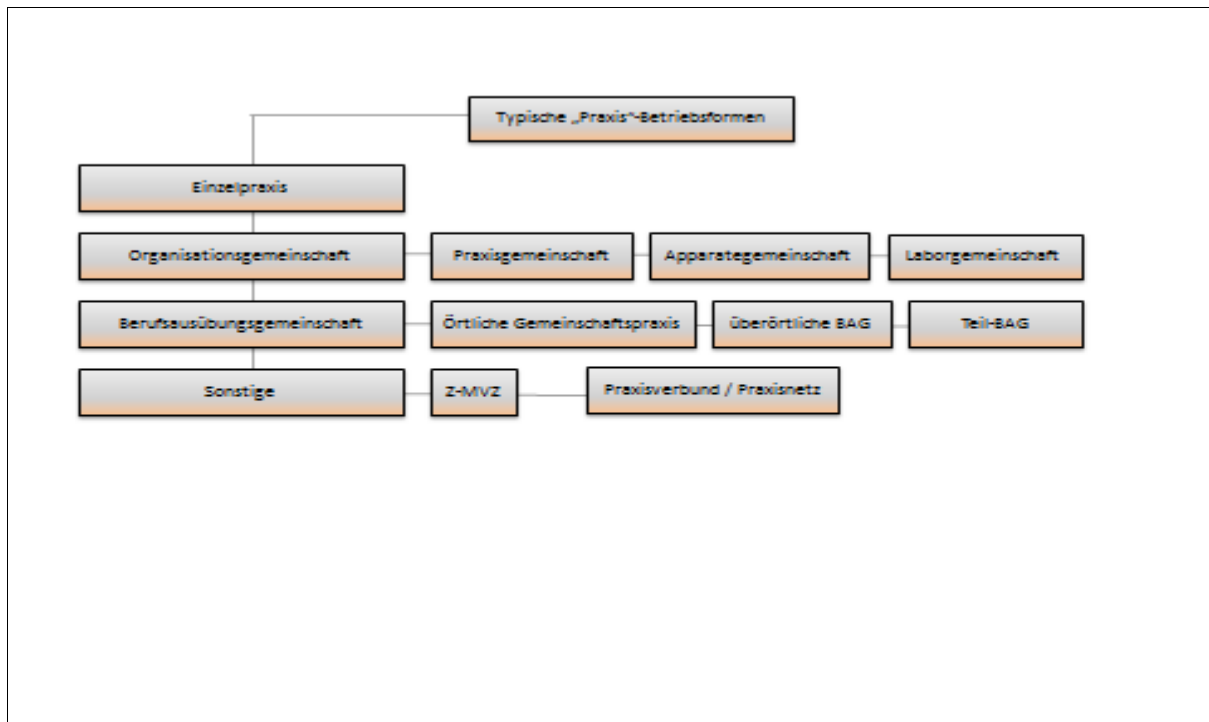 Typische „Praxis“-Betriebsformen
Einzelpraxis
Organisationsgemeinschaft
Praxisgemeinschaft
Apparategemeinschaft
Laborgemeinschaft
Berufsausübungsgemeinschaft
Örtliche Gemeinschaftspraxis
überörtliche BAG
Teil-BAG
Sonstige
Z-MVZ
Praxisverbund / Praxisnetz